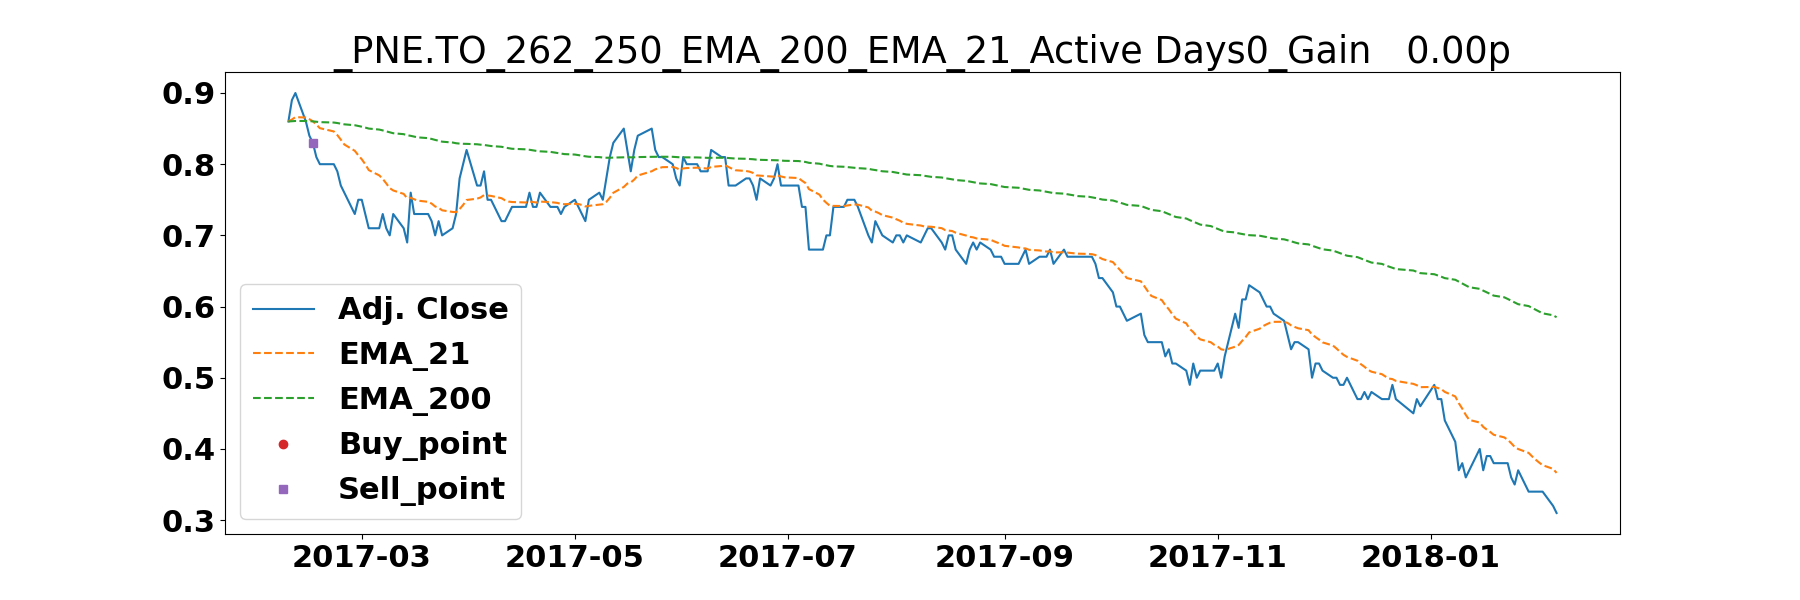 _PNE.TO_262_250_EMA_200_EMA_21_Active Days0_Gain   0.00p
0.9
0.8
0.7
0.6
0.5
0.4
0.3
Adj. Close
EMA_21
EMA_200
Buy_point
Sell_point
2017-03 2017-05 2017-07 2017-09 2017-11 2018-01